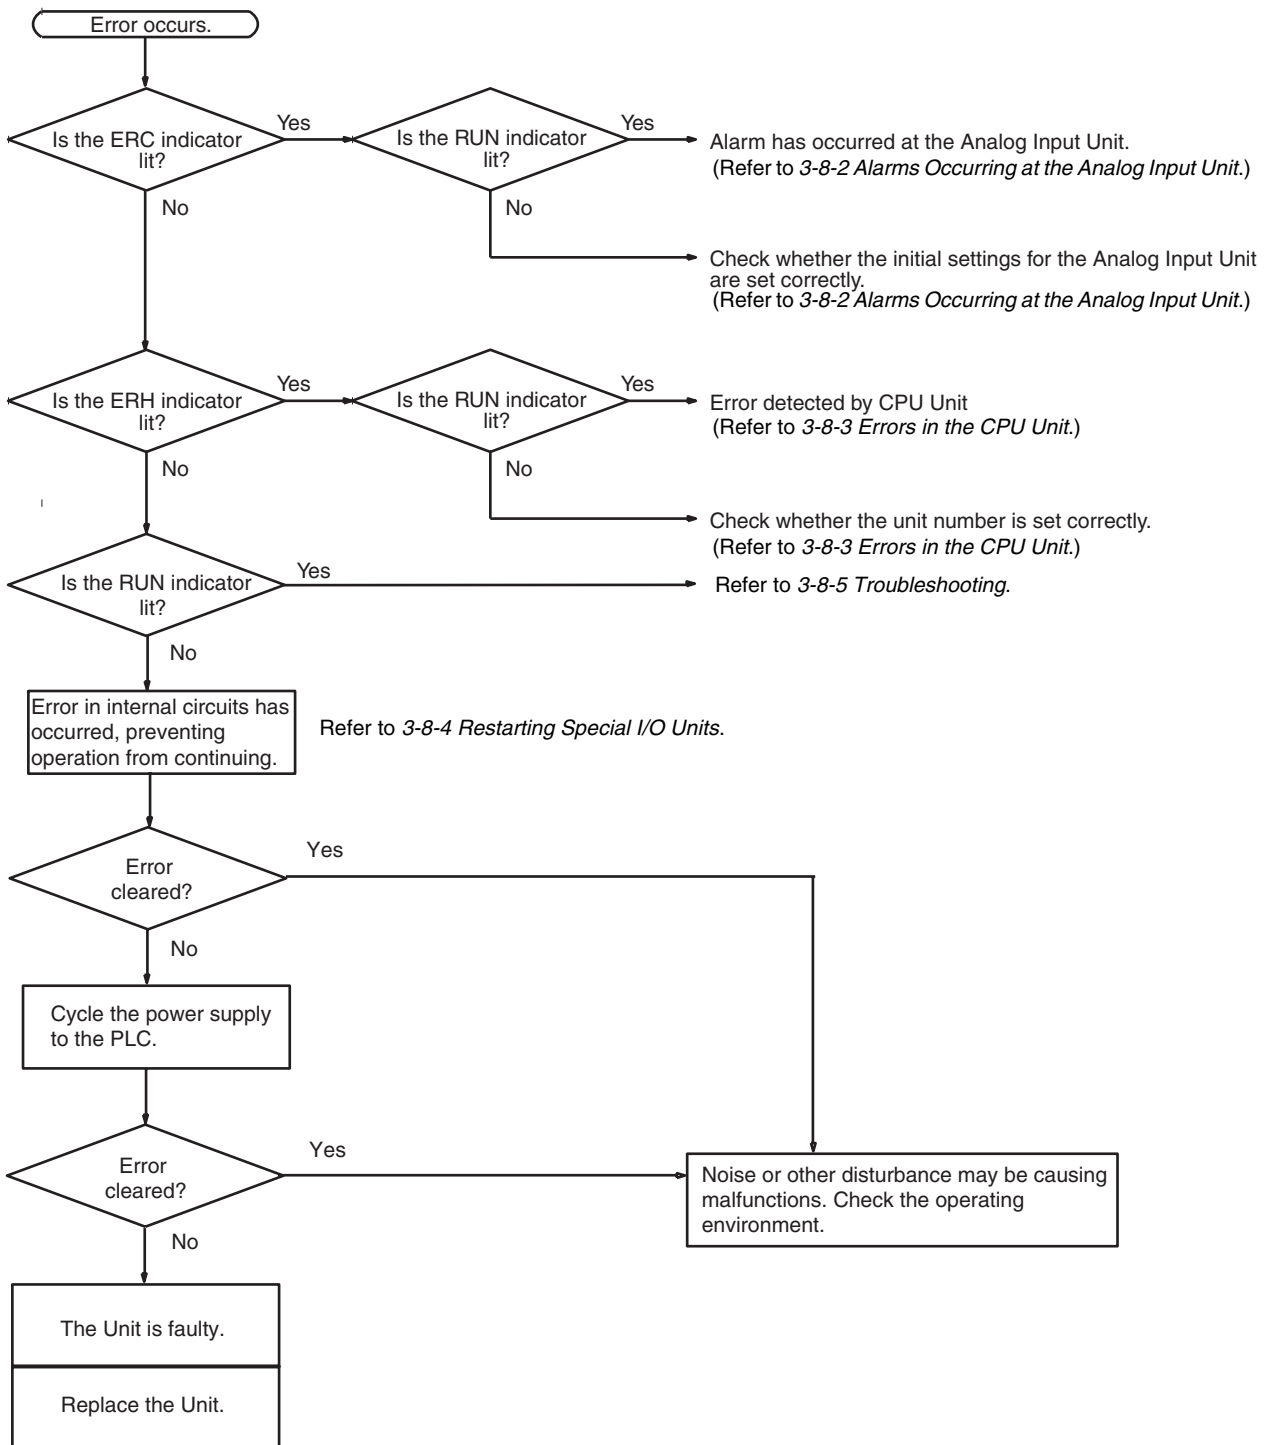 Error occurs.
Is the ERC indicator
lit?
Yes
No
Is the RUN indicator
lit?
Yes
No
Alarm has occurred at the Analog Input Unit.
(Refer to 3-8-2 Alarms Occurring at the Analog Input Unit.)
Check whether the initial settings for the Analog Input Unit
are set correctly.
(Refer to 3-8-2 Alarms Occurring at the Analog Input Unit.)
Is the ERH indicator
lit?
Yes
No
Is the RUN indicator
lit?
Yes
No
Error detected by CPU Unit
(Refer to 3-8-3 Errors in the CPU Unit.)
Check whether the unit number is set correctly.
(Refer to 3-8-3 Errors in the CPU Unit.)
Is the RUN indicator
lit?
Yes
No
Refer to 3-8-5 Troubleshooting.
Error in internal circuits has
occurred, preventing
operation from continuing.
Refer to 3-8-4 Restarting Special I/O Units.
Error
cleared?
Yes
No
Cycle the power supply
to the PLC.
Error
cleared?
Yes
No
Noise or other disturbance may be causing
malfunctions. Check the operating
environment.
The Unit is faulty.
Replace the Unit.